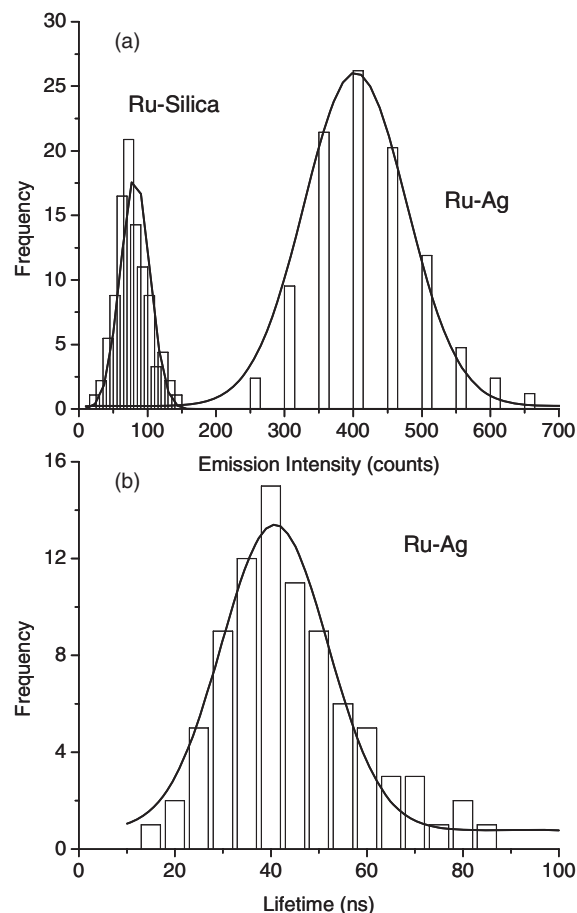 (a)
Ru-Silica
Ru-Ag
Frequency
30
25
20
15
10
5
0
0 100 200 300 400 500 600 700
Emission Intensity (counts)
(b)
Ru-Ag
Frequency
16
12
8
4
0
0 20 40 60 80 100
Lifetime (ns)